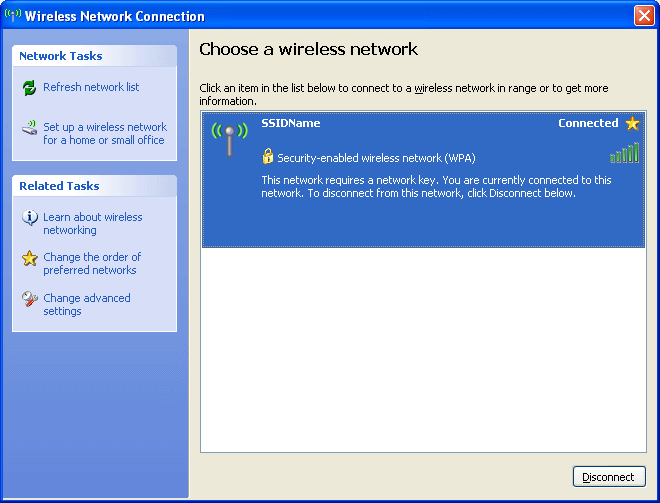 Wireless Network Connection
Network Tasks
Refresh network list
Set up a wireless network
for a home or small office
Related Tasks
Learn about wireless
networking
Change the order of
preferred networks
Change advanced
settings
Choose a wireless network
Click an item in the list below to connect to a wireless network in range or to get more
information.
SSIDName Connected
Security-enabled wireless network (WPA)
This network requires a network key. You are currently connected to this
network. To disconnect from this network, click Disconnect below.
Disconnect